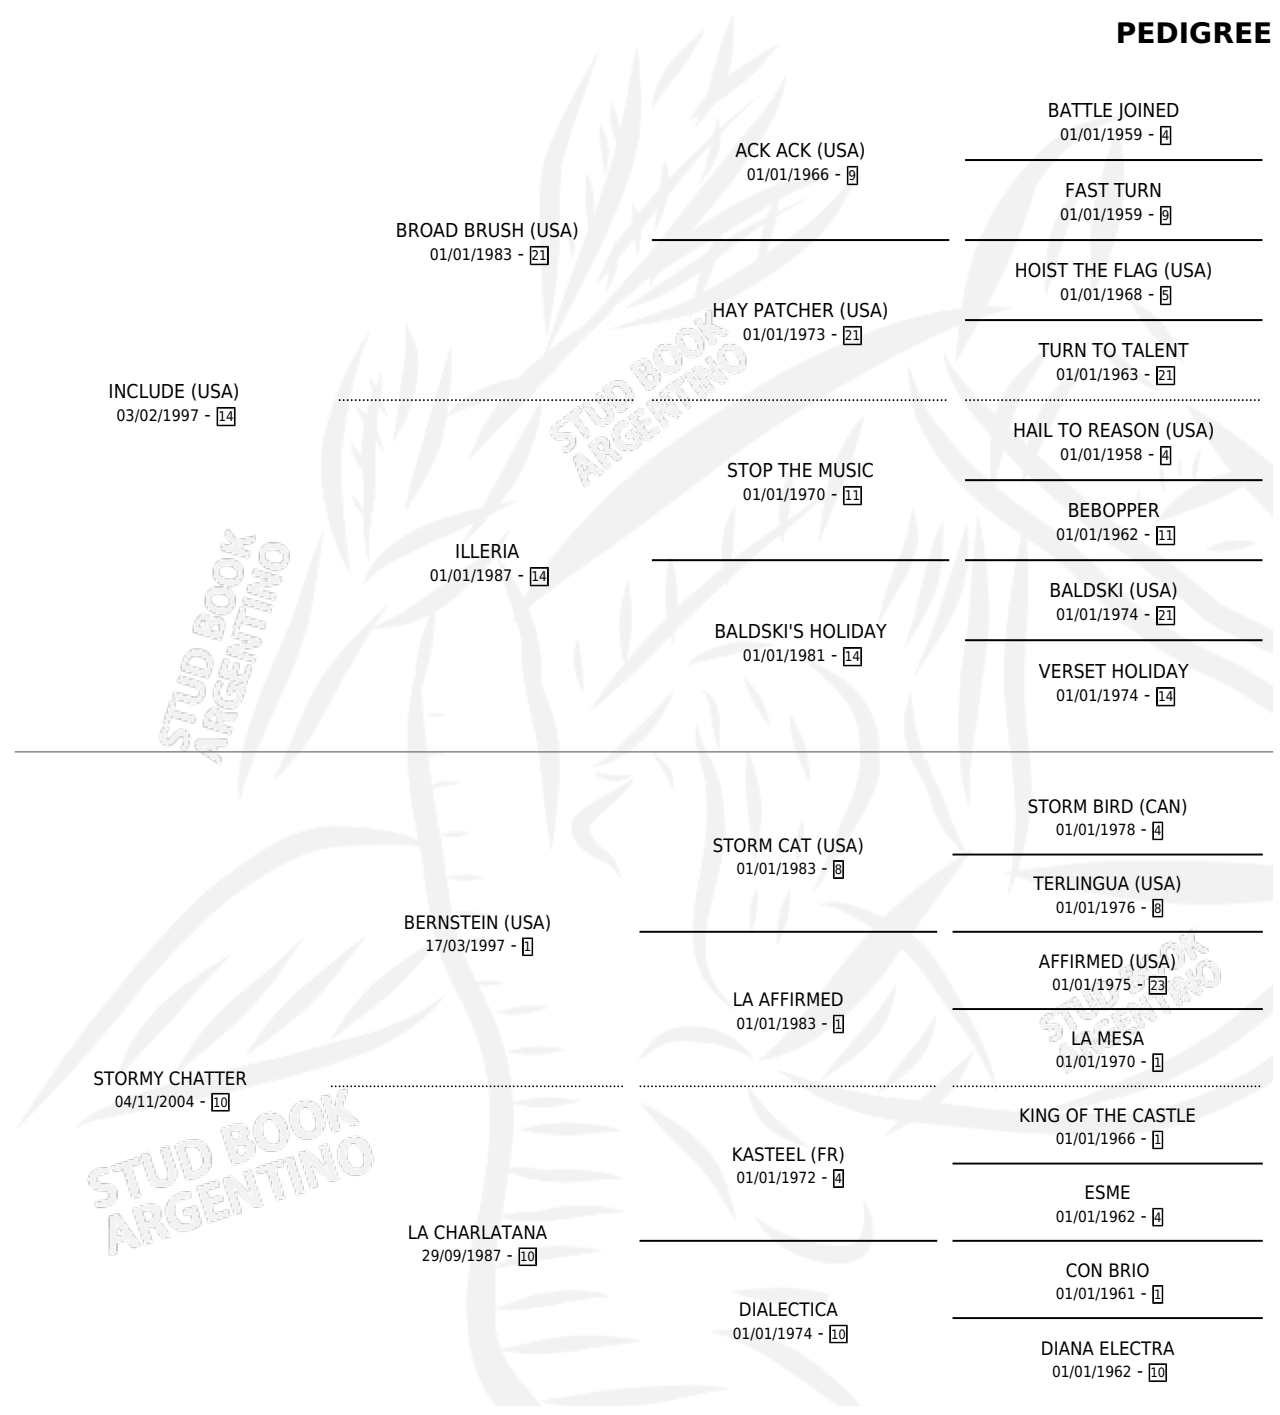 PEDIGREE
BATTLE JOINED
01/01/1959 - 4
ACK ACK (USA)
01/01/1966 - 9
FAST TURN
01/01/1959 - 9
BROAD BRUSH (USA)
01/01/1983 - 21
HOIST THE FLAG (USA)
01/01/1968 - 5
HAY PATCHER (USA)
01/01/1973 - 21
TURN TO TALENT
01/01/1963 - 21
INCLUDE (USA)
03/02/1997 - 14
STUD BOOK
ARGENTINO
HAIL TO REASON (USA)
01/01/1958 - 4
STOP THE MUSIC
01/01/1970 - 11
BEBOPPER
01/01/1962 - 11
ILLERIA
01/01/1987 - 14
BALDSKI (USA)
01/01/1974 - 21
BALDSKI'S HOLIDAY
01/01/1981 - 14
VERSET HOLIDAY
01/01/1974 - 14
STUD BOOK
ARGENTINO
STORM BIRD (CAN)
01/01/1978 - 4
STORM CAT (USA)
01/01/1983 - 8
TERLINGUA (USA)
01/01/1976 - 8
BERNSTEIN (USA)
17/03/1997 - 1
AFFIRMED (USA)
01/01/1975 - 23
LA AFFIRMED
01/01/1983 - 1
STUD BOOK
ARGENTINO
LA MESA
01/01/1970 - 1
STORMY CHATTER
04/11/2004 - 10
KING OF THE CASTLE
01/01/1966 - 1
KASTEEL (FR)
01/01/1972 - 4
STUD BOOK
ARGENTINO
ESME
01/01/1962 - 4
LA CHARLATANA
29/09/1987 - 10
CON BRIO
01/01/1961 - 1
DIALECTICA
01/01/1974 - 10
DIANA ELECTRA
01/01/1962 - 10